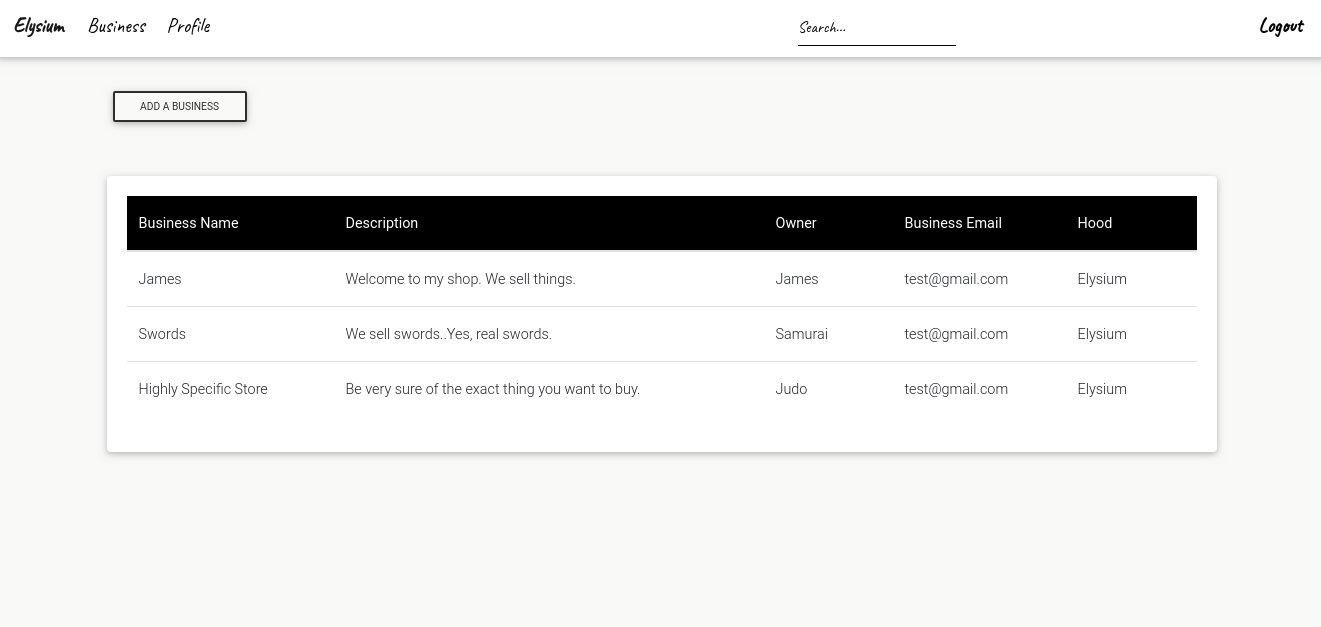 Elysium Business Profile Search... Logout
ADD A BUSINESS
Business Name Description Owner Business Email Hood
James Welcome to my shop. We sell things. James test@gmail.com Elysium
Swords We sell swords..Yes, real swords. Samurai test@gmail.com Elysium
Highly Specific Store Be very sure of the exact thing you want to buy. Judo test@gmail.com Elysium